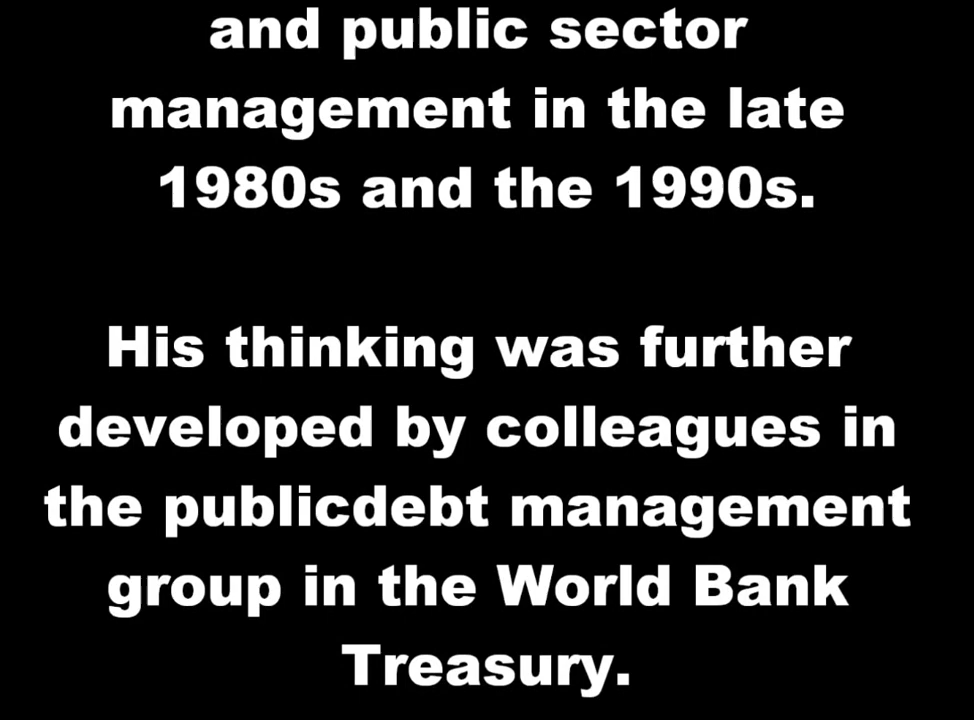 and public sector
management in the late
1980s and the 1990s.
His thinking was further
developed by colleagues in
the publicdebt management
group in the World Bank
Treasury.